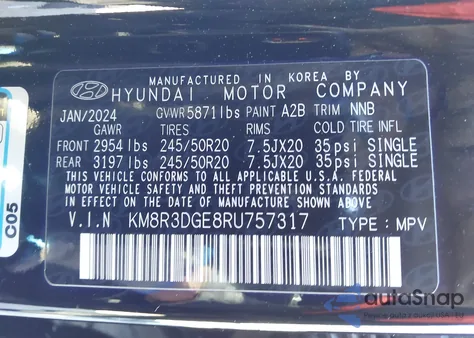 MANUFACTURED IN KOREA BY
HYUNDAI MOTOR COMPANY
JAN/2024 GVWR 5871 lbs PAINT A2B TRIM NNB
GAWR TIRES RIMS COLD TIRE INFL
FRONT 2954 lbs 245/50R20 7.5JX20 35psi SINGLE
REAR 3197 lbs 245/50R20 7.5JX20 35psi SINGLE
THIS VEHICLE CONFORMS TO ALL APPLICABLE U.S.A. FEDERAL
MOTOR VEHICLE SAFETY, BUMPER, AND THEFT PREVENTION STANDARDS
IN EFFECT ON THE DATE OF MANUFACTURE SHOWN ABOVE
V.I.N KM8R3DGE8RU757317 TYPE : MPV
C05
autoSnap